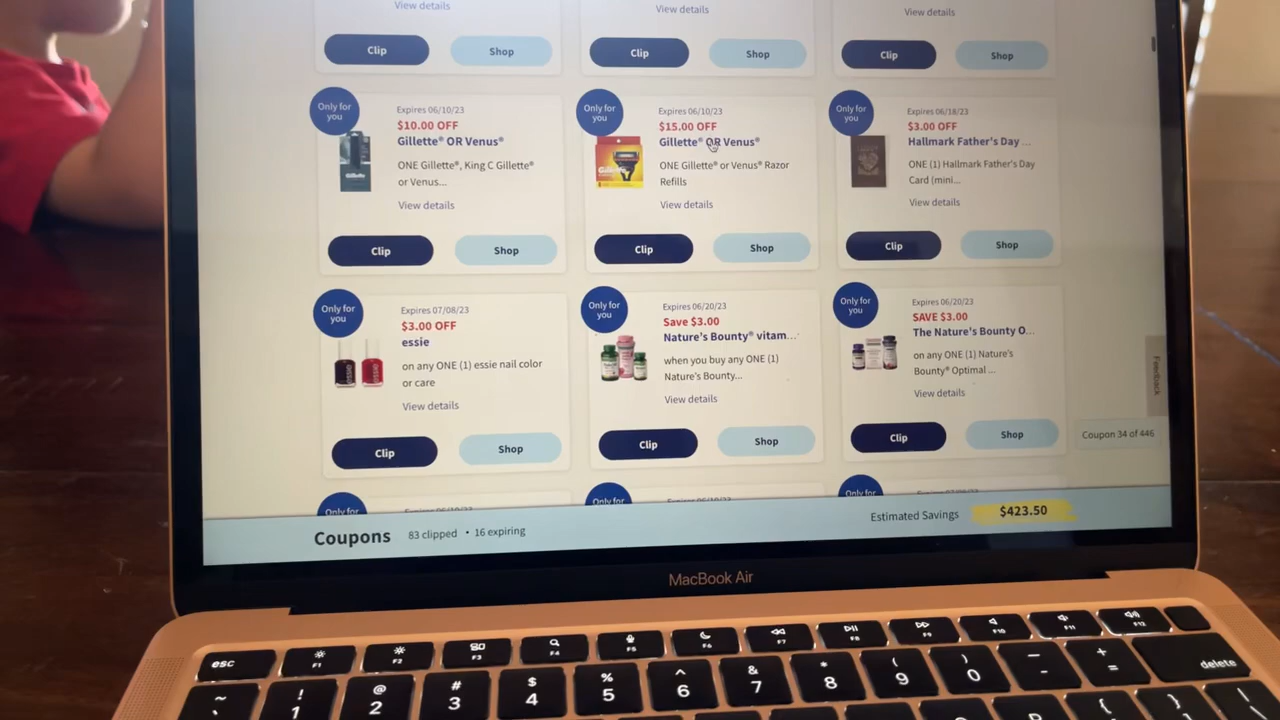 View details
View details
View details
Clip
Shop
Clip
Shop
Clip
Shop
Only for you
Expires 06/10/23
$10.00 OFF
Gillette® OR Venus®
ONE Gillette®, King C Gillette®
or Venus...
View details
Clip
Shop
Only for you
Expires 06/10/23
$15.00 OFF
Gillette® OR Venus®
ONE Gillette® or Venus® Razor
Refills
View details
Clip
Shop
Only for you
Expires 06/18/23
$3.00 OFF
Hallmark Father's Day ...
ONE (1) Hallmark Father's Day
Card (mini...
View details
Clip
Shop
Only for you
Expires 07/08/23
$3.00 OFF
essie
on any ONE (1) essie nail color
or care
View details
Clip
Shop
Only for you
Expires 06/20/23
Save $3.00
Nature's Bounty® vitam...
when you buy any ONE (1)
Nature's Bounty...
View details
Clip
Shop
Only for you
Expires 06/20/23
SAVE $3.00
The Nature's Bounty O...
on any ONE (1) Nature's
Bounty® Optimal ...
View details
Clip
Shop
Feedback
Coupon 34 of 446
Only for
Only for
Only for
Coupons
83 clipped • 16 expiring
Estimated Savings
$423.50
MacBook Air
esc
F1
F2
F3
F4
F5
F6
F7
F8
F9
F10
F11
F12
~
! 1
@ 2
# 3
$ 4
% 5
^ 6
& 7
* 8
( 9
) 0
_ -
+ =
delete